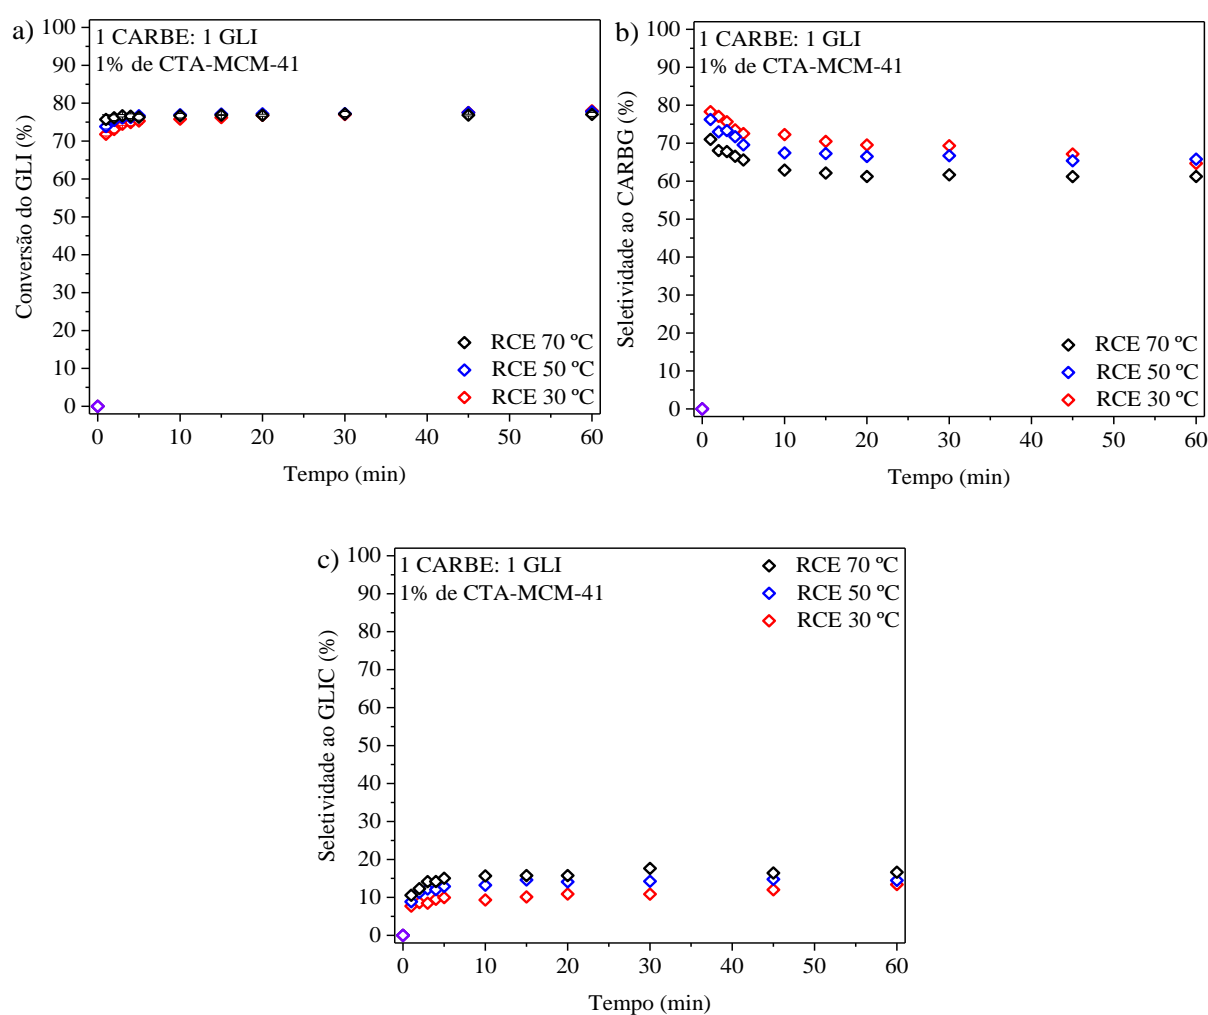 a)
1 CARBE: 1 GLI
1% de CTA-MCM-41
100
90
80
70
60
50
40
30
20
10
0
Conversão do GLI (%)
RCE 70 ºC
RCE 50 ºC
RCE 30 ºC
0 10 20 30 40 50 60
Tempo (min)
b)
1 CARBE: 1 GLI
1% de CTA-MCM-41
100
90
80
70
60
50
40
30
20
10
0
Seletividade ao CARBG (%)
RCE 70 ºC
RCE 50 ºC
RCE 30 ºC
0 10 20 30 40 50 60
Tempo (min)
c)
1 CARBE: 1 GLI
1% de CTA-MCM-41
RCE 70 ºC
RCE 50 ºC
RCE 30 ºC
100
90
80
70
60
50
40
30
20
10
0
Seletividade ao GLIC (%)
0 10 20 30 40 50 60
Tempo (min)